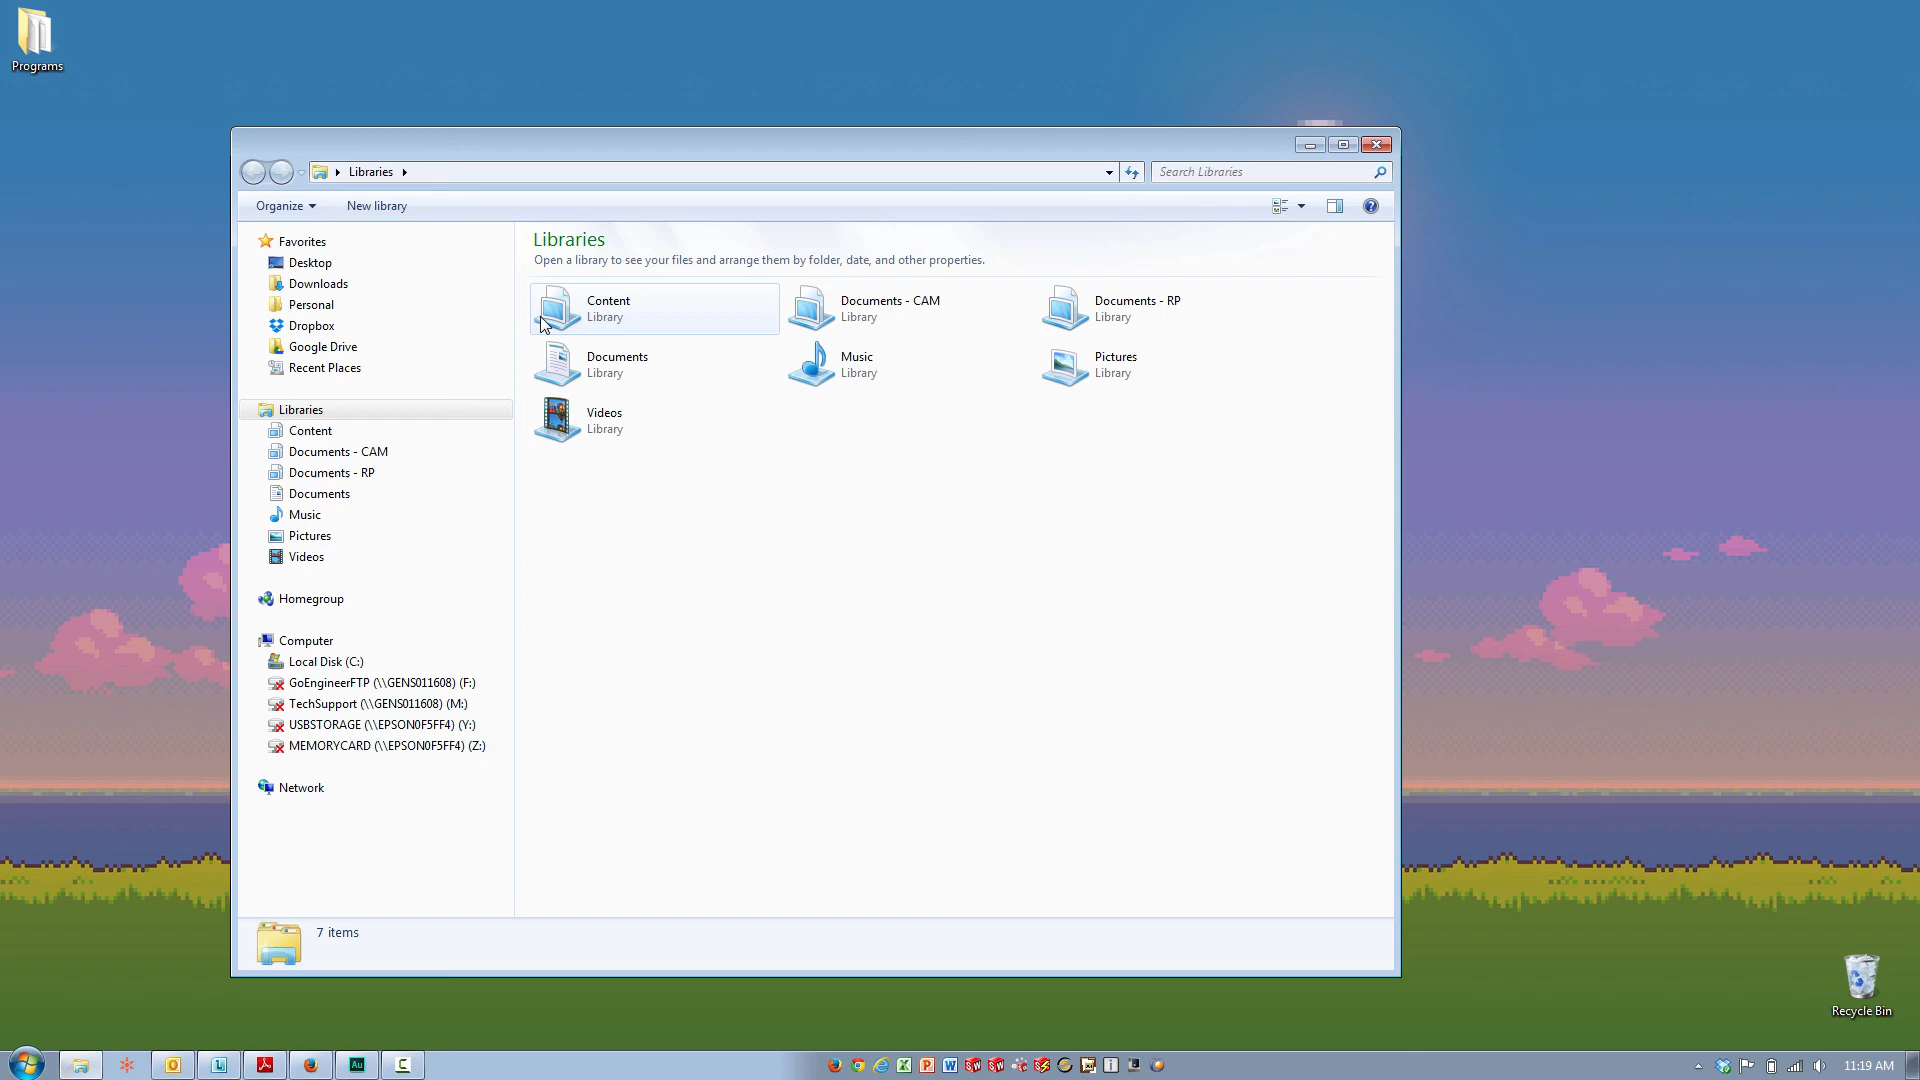 Programs
Libraries
Search Libraries
Organize
New library
Favorites
Desktop
Downloads
Personal
Dropbox
Google Drive
Recent Places
Libraries
Content
Documents - CAM
Documents - RP
Documents
Music
Pictures
Videos
Homegroup
Computer
Local Disk (C:)
GoEngineerFTP (\\GENS011608) (F:)
TechSupport (\\GENS011608) (M:)
USBSTORAGE (\\EPSON0F5FF4) (Y:)
MEMORYCARD (\\EPSON0F5FF4) (Z:)
Network
Libraries
Open a library to see your files and arrange them by folder, date, and other properties.
Content
Library
Documents - CAM
Library
Documents - RP
Library
Documents
Library
Music
Library
Pictures
Library
Videos
Library
7 items
Recycle Bin
Au
11:19 AM